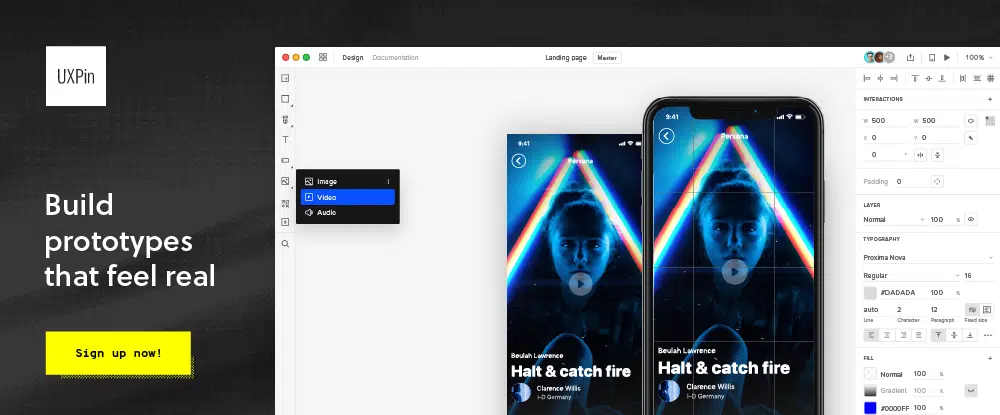 UXPin
Build
prototypes
that feel real
Sign up now!
Design
Documentation
Landing page
Master
+3
100%
Image
I
Video
Audio
9:41
Persona
Beulah Lawrence
Halt & catch fire
Clarence Willis
I-D Germany
9:41
Persona
Beulah Lawrence
Halt & catch fire
Clarence Willis
I-D Germany
INTERACTIONS
+
W 500 W 500
X 0 Y 0
0 °
Padding 0
LAYER
Normal 100 %
TYPOGRAPHY
Proxima Nova
Regular 16
#DADADA 100 %
auto 2 12
Line Character Paragraph Fixed size
FILL +
Normal 100 %
Gradient 100 %
#0000FF 100 %